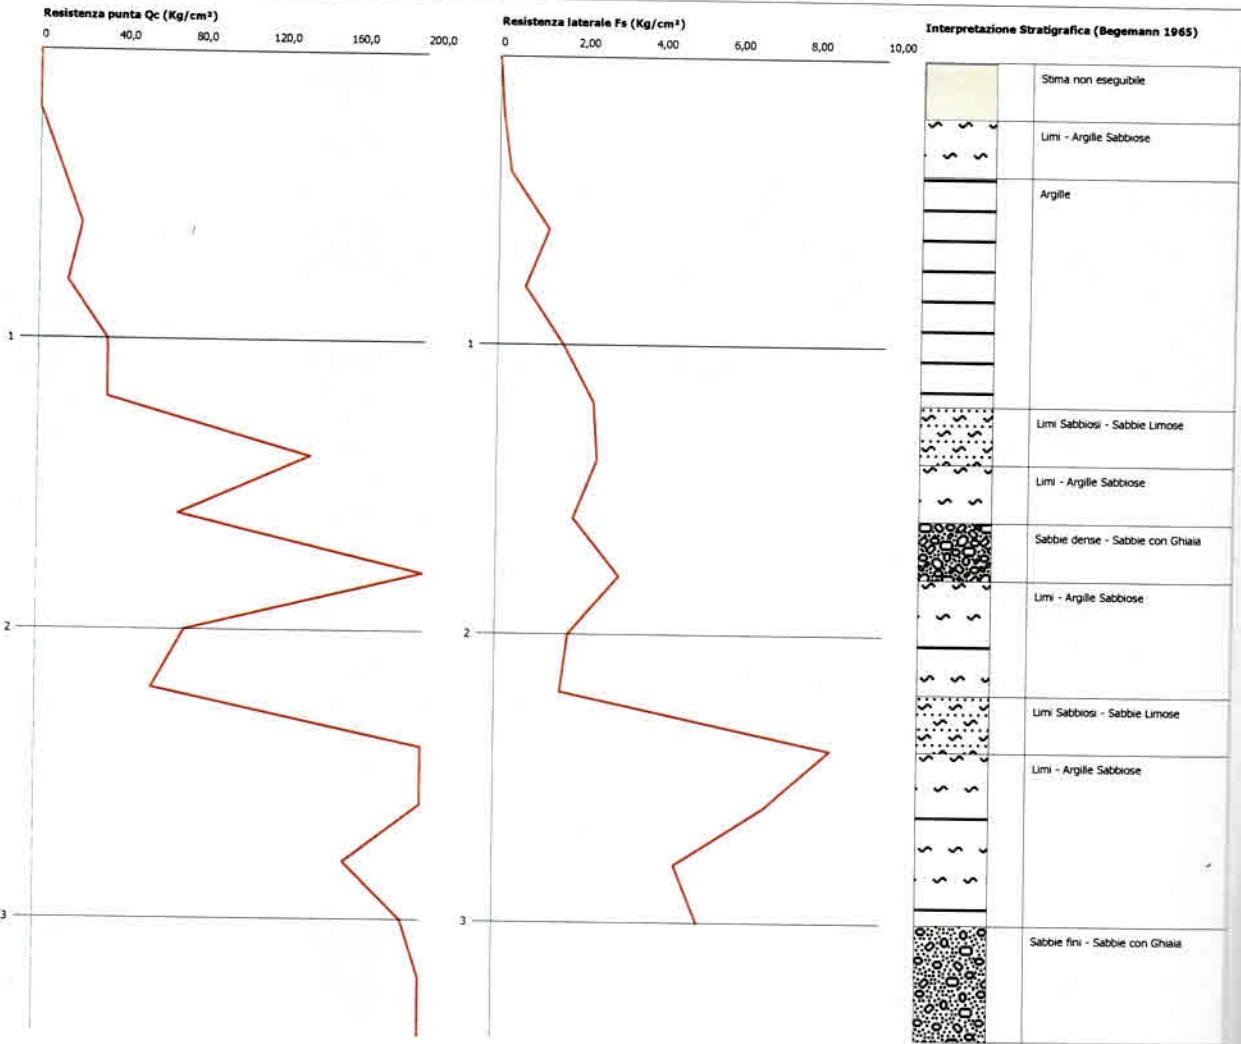 Resistenza punta Qc (Kg/cm²)
0 40,0 80,0 120,0 160,0 200,0
1
2
3
Resistenza laterale Fs (Kg/cm²)
0 2,00 4,00 6,00 8,00 10,00
1
2
3
Interpretazione Stratigrafica (Begemann 1965)
Stima non eseguibile
Limi - Argille Sabbiose
Argille
Limi Sabbiosi - Sabbie Limose
Limi - Argille Sabbiose
Sabbie dense - Sabbie con Ghiaia
Limi - Argille Sabbiose
Limi Sabbiosi - Sabbie Limose
Limi - Argille Sabbiose
Sabbie fini - Sabbie con Ghiaia